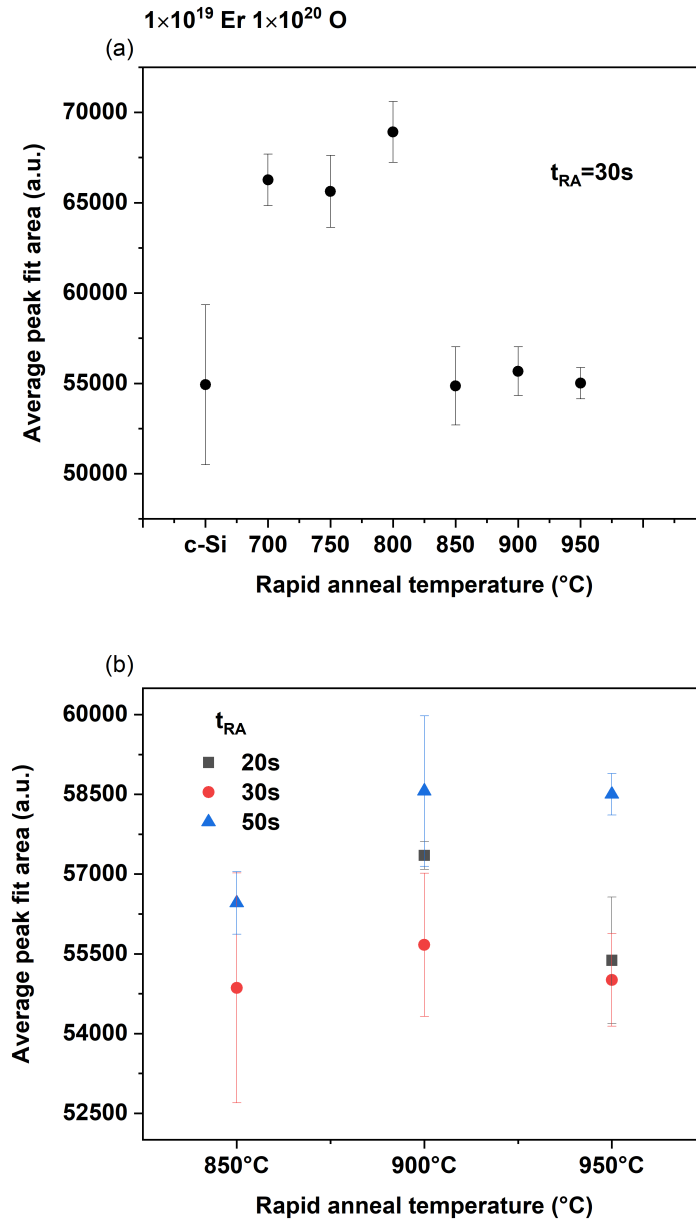 1×10¹⁹ Er 1×10²⁰ O
(a)
70000
65000
60000
55000
50000
Average peak fit area (a.u.)
t_RA=30s
c-Si 700 750 800 850 900 950
Rapid anneal temperature (°C)
(b)
60000
58500
57000
55500
54000
52500
Average peak fit area (a.u.)
t_RA
20s
30s
50s
850°C 900°C 950°C
Rapid anneal temperature (°C)